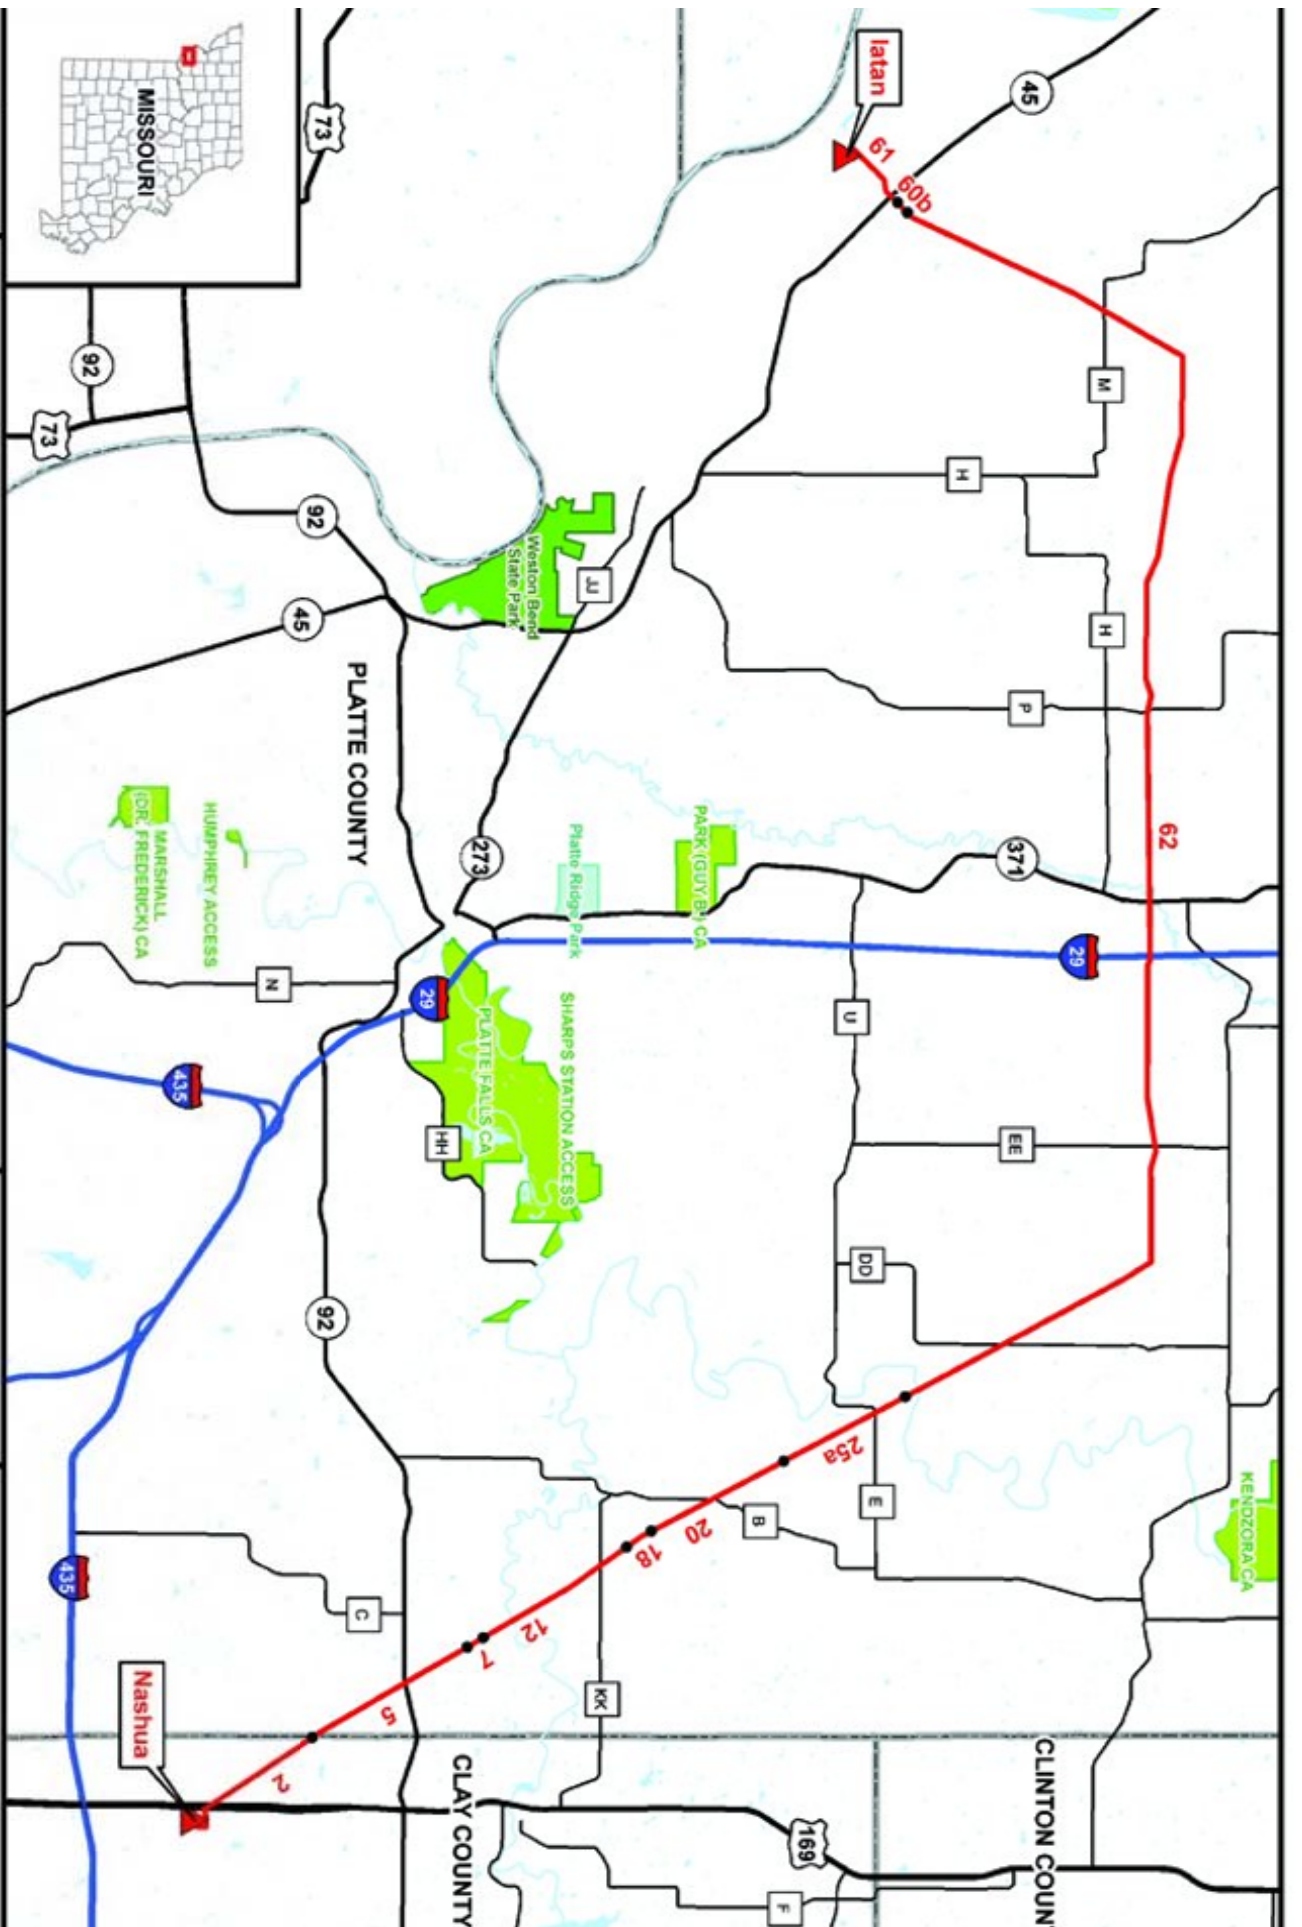 Iatan
61
60b
45
M
H
H
P
62
371
29
U
EE
DD
25a
E
B
20
18
12
7
5
2
KK
KENDZORA CA
CLINTON COUN
169
F
CLAY COUNTY
Nashua
C
435
92
HH
SHARPS STATION ACCESS
PLATTE FALLS CA
29
435
N
PARK (GUY B.) CA
Platte Ridge Park
273
HUMPHREY ACCESS
MARSHALL
(DR. FREDERICK) CA
PLATTE COUNTY
JJ
Weston Bend
State Park
45
92
73
92
73
MISSOURI